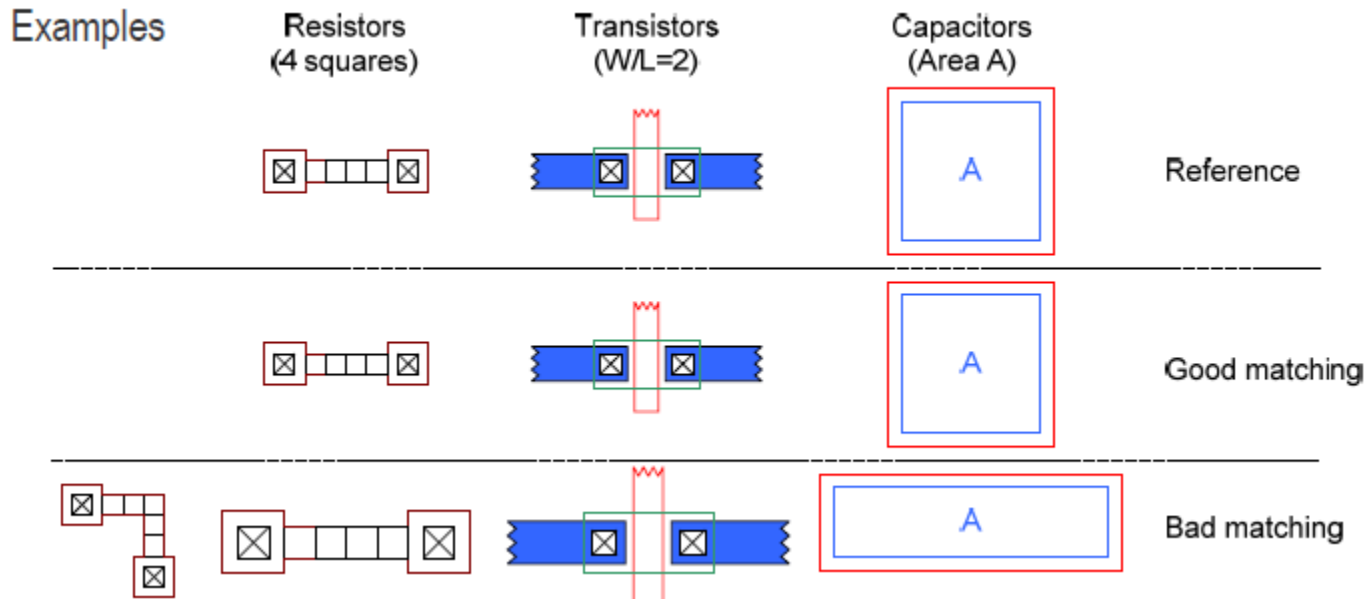 Examples
Resistors
(4 squares)
Transistors
(W/L=2)
Capacitors
(Area A)
A
Reference
A
Good matching
A
Bad matching